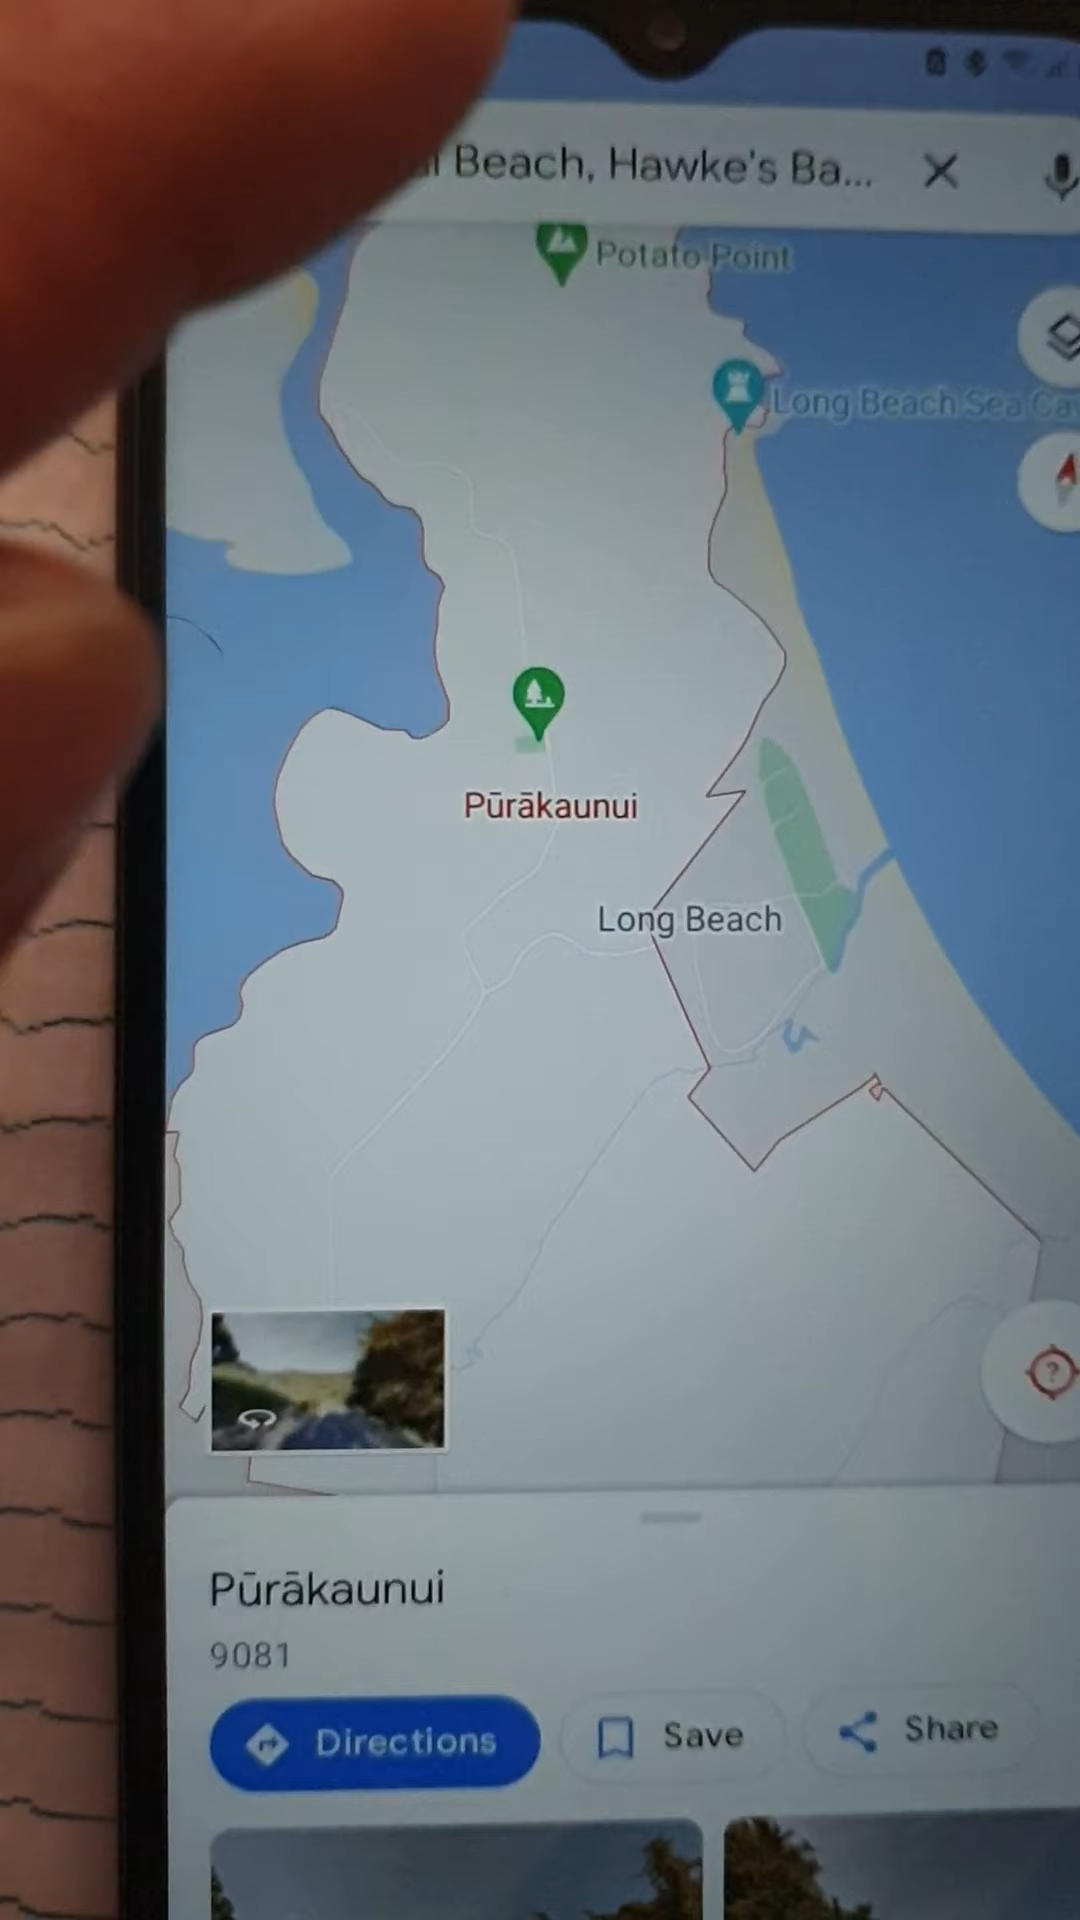 Beach, Hawke's Ba...
Potato Point
Long Beach Sea Ca
Pūrākaunui
Long Beach
?
Pūrākaunui
9081
Directions
Save
Share